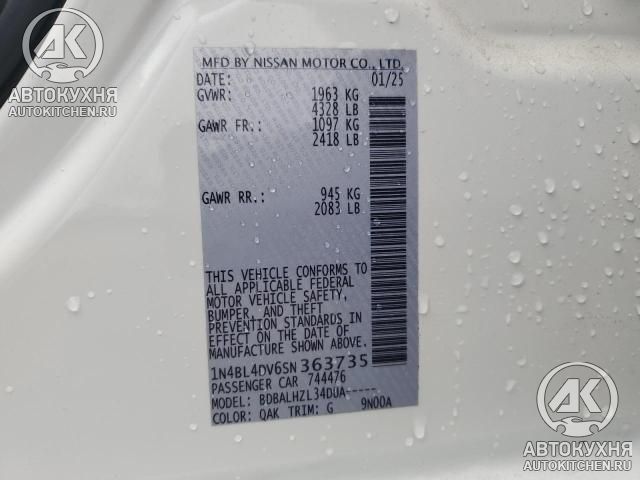 MFD BY NISSAN MOTOR CO., LTD.
DATE: 01/25
GVWR: 1963 KG
4328 LB
GAWR FR.: 1097 KG
2418 LB
GAWR RR.: 945 KG
2083 LB
THIS VEHICLE CONFORMS TO
ALL APPLICABLE FEDERAL
MOTOR VEHICLE SAFETY,
BUMPER, AND THEFT
PREVENTION STANDARDS
IN EFFECT ON THE DATE OF
MANUFACTURE SHOWN ABOVE.
1N4BL4DV6SN363735
PASSENGER CAR 744476
MODEL: BDBALHZL34DUA-----
COLOR: QAK TRIM: G 9N00A
АК
АВТОКУХНЯ
AUTOKITCHEN.RU
АК
АВТОКУХНЯ
AUTOKITCHEN.RU